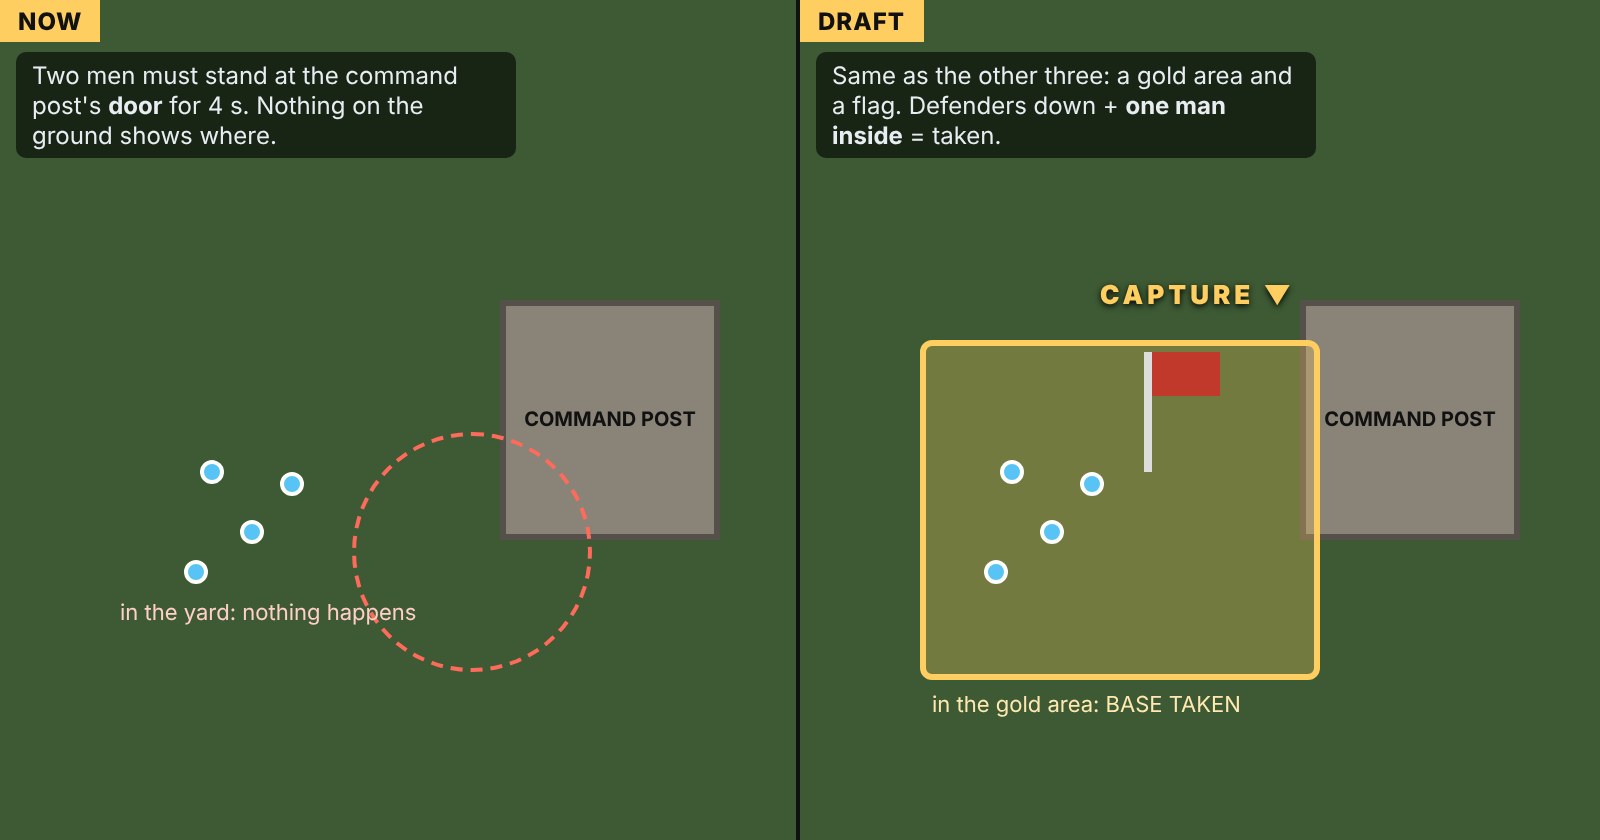 NOW
Two men must stand at the command
post's door for 4 s. Nothing on the
ground shows where.
COMMAND POST
in the yard: nothing happens
DRAFT
Same as the other three: a gold area and
a flag. Defenders down + one man
inside = taken.
CAPTURE ▼
COMMAND POST
in the gold area: BASE TAKEN